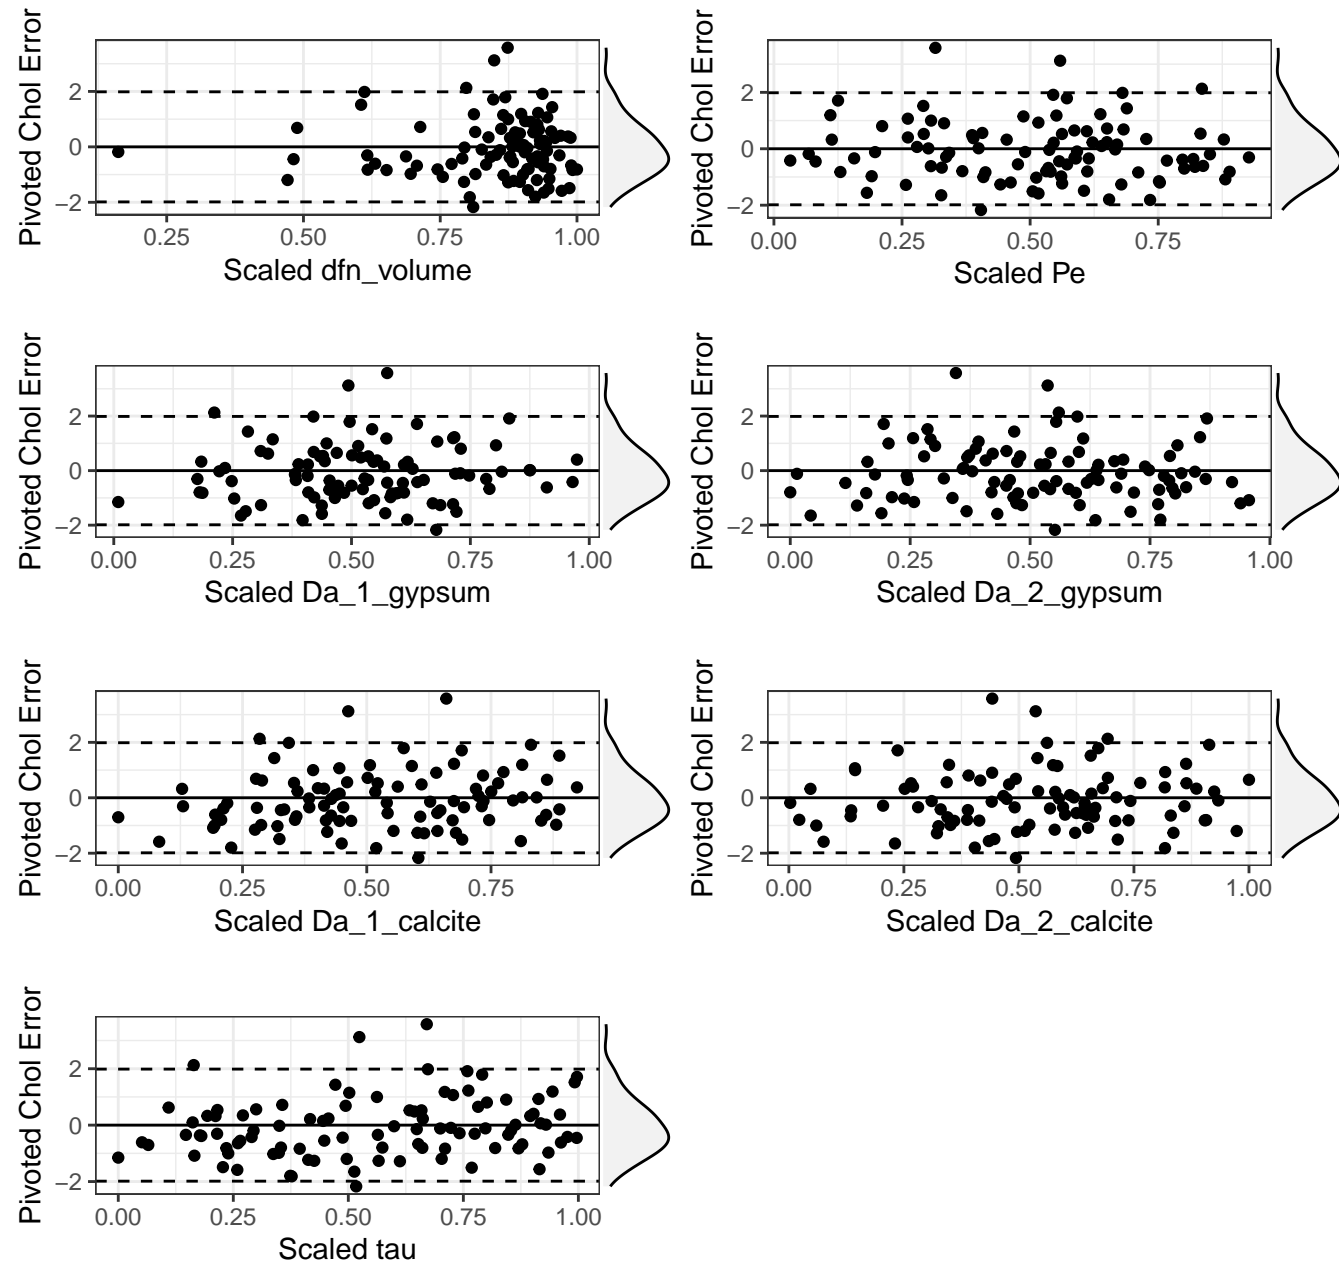 Pivoted Chol Error
2
0
−2
0.25 0.50 0.75 1.00
Scaled dfn_volume
Pivoted Chol Error
2
0
−2
0.00 0.25 0.50 0.75
Scaled Pe
Pivoted Chol Error
2
0
−2
0.00 0.25 0.50 0.75 1.00
Scaled Da_1_gypsum
Pivoted Chol Error
2
0
−2
0.00 0.25 0.50 0.75 1.00
Scaled Da_2_gypsum
Pivoted Chol Error
2
0
−2
0.00 0.25 0.50 0.75
Scaled Da_1_calcite
Pivoted Chol Error
2
0
−2
0.00 0.25 0.50 0.75 1.00
Scaled Da_2_calcite
Pivoted Chol Error
2
0
−2
0.00 0.25 0.50 0.75 1.00
Scaled tau